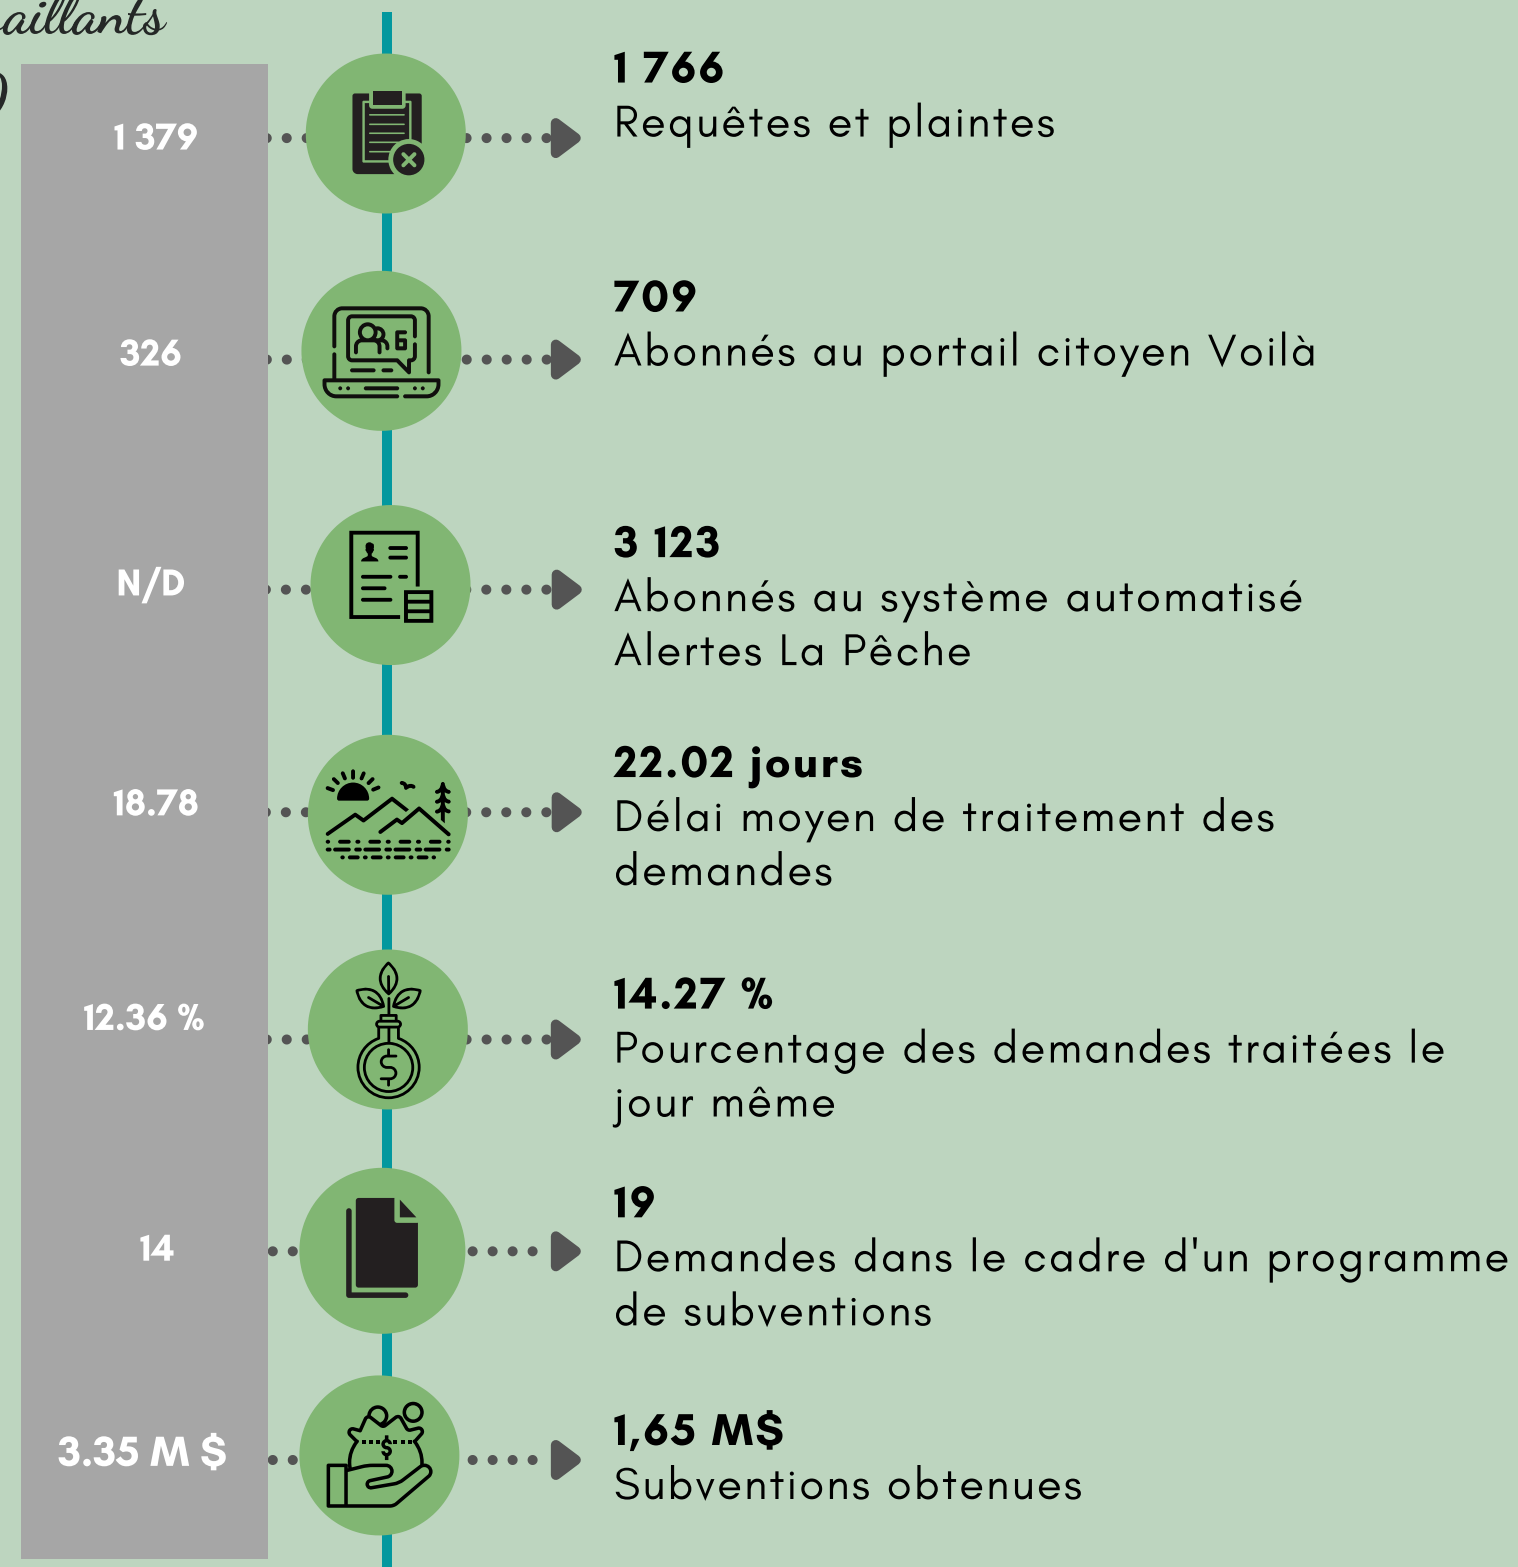 aillants
)
1 379
1 766
Requêtes et plaintes
326
6
709
Abonnés au portail citoyen Voilà
N/D
3 123
Abonnés au système automatisé
Alertes La Pêche
18.78
22.02 jours
Délai moyen de traitement des
demandes
12.36 %
$
14.27 %
Pourcentage des demandes traitées le
jour même
14
19
Demandes dans le cadre d'un programme
de subventions
3.35 M $
$
1,65 M$
Subventions obtenues